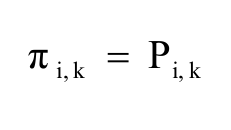 π i,k = P i,k